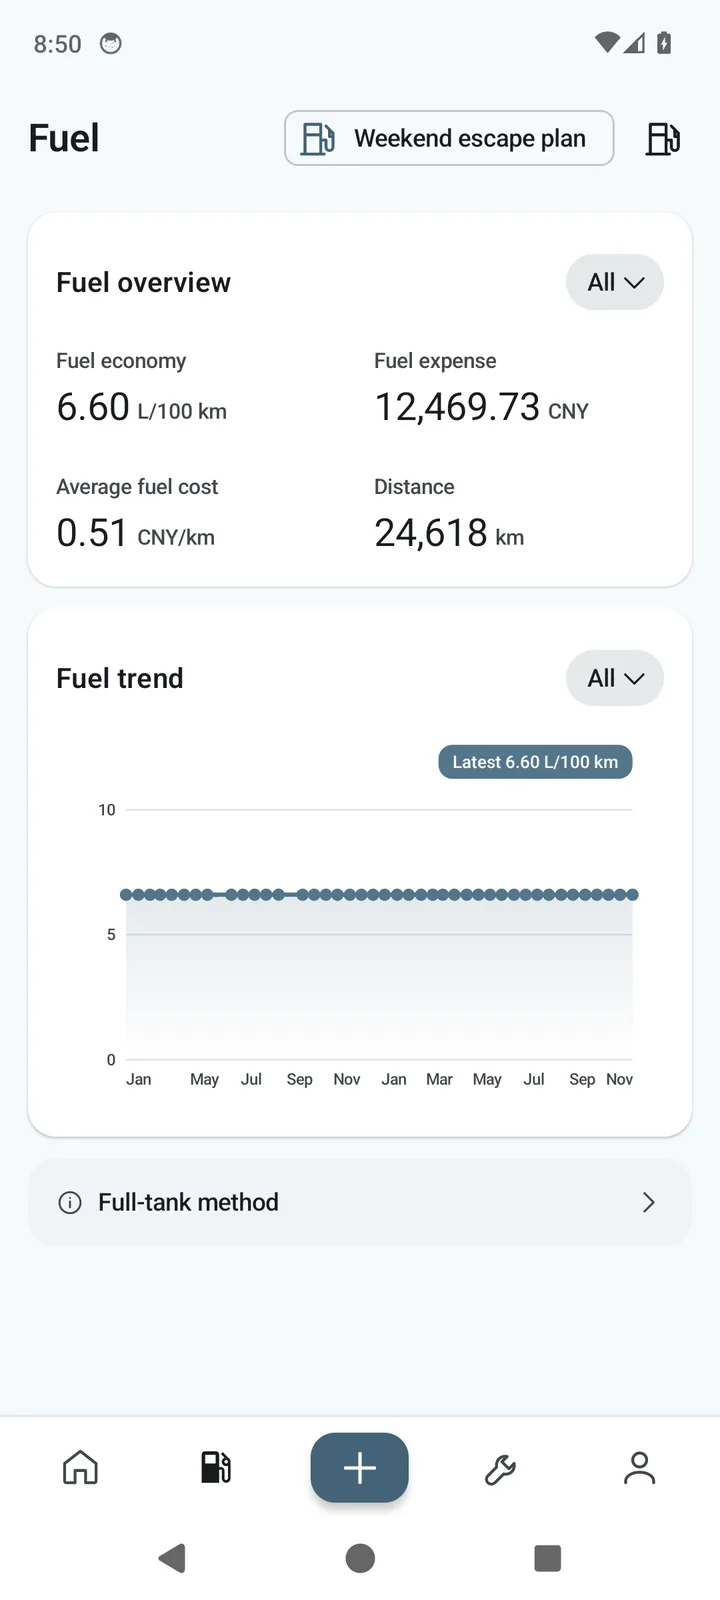 8:50
Fuel
Weekend escape plan
Fuel overview
All
Fuel economy
Fuel expense
6.60 L/100 km
12,469.73 CNY
Average fuel cost
Distance
0.51 CNY/km
24,618 km
Fuel trend
All
Latest 6.60 L/100 km
10
5
0
Jan May Jul Sep Nov Jan Mar May Jul Sep Nov
Full-tank method